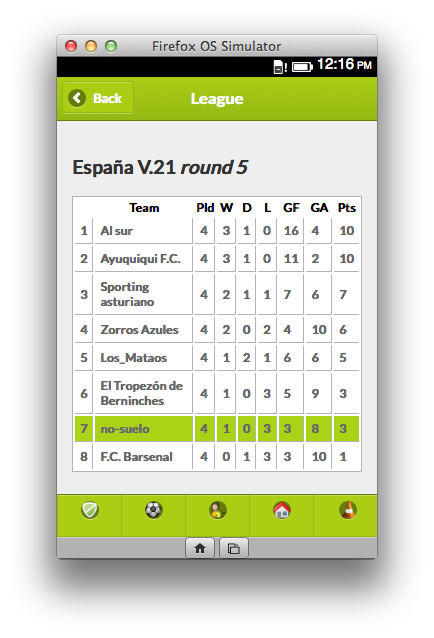 Firefox OS Simulator
12:16 PM
Back
League
España V.21 round 5
Team Pld W D L GF GA Pts
1 Al sur 4 3 1 0 16 4 10
2 Ayuquiqui F.C. 4 3 1 0 11 2 10
3 Sporting asturiano 4 2 1 1 7 6 7
4 Zorros Azules 4 2 0 2 4 10 6
5 Los_Mataos 4 1 2 1 6 6 5
6 El Tropezón de Berninches 4 1 0 3 5 9 3
7 no-suelo 4 1 0 3 3 8 3
8 F.C. Barsenal 4 0 1 3 3 10 1